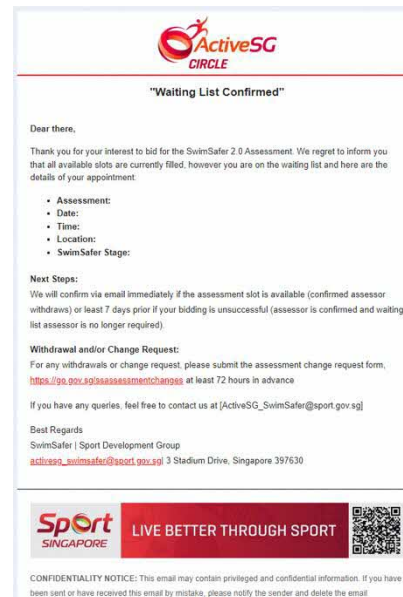 ActiveSG
CIRCLE
"Waiting List Confirmed"
Dear there,
Thank you for your interest to bid for the SwimSafer 2.0 Assessment. We regret to inform you
that all available slots are currently filled, however you are on the waiting list and here are the
details of your appointment
• Assessment:
• Date:
• Time:
• Location:
• SwimSafer Stage:
Next Steps:
We will confirm via email immediately if the assessment slot is available (confirmed assessor
withdraws) or least 7 days prior if your bidding is unsuccessful (assessor is confirmed and waiting
list assessor is no longer required).
Withdrawal and/or Change Request:
For any withdrawals or change request, please submit the assessment change request form,
https://go.gov.sg/ssassessmentchanges at least 72 hours in advance
If you have any queries, feel free to contact us at [ActiveSG_SwimSafer@sport.gov.sg]
Best Regards
SwimSafer | Sport Development Group
activesg_swimsafer@sport.gov.sg| 3 Stadium Drive, Singapore 397630
Sport
SINGAPORE
LIVE BETTER THROUGH SPORT
CONFIDENTIALITY NOTICE: This email may contain privileged and confidential information. If you have
been sent or have received this email by mistake, please notify the sender and delete the email